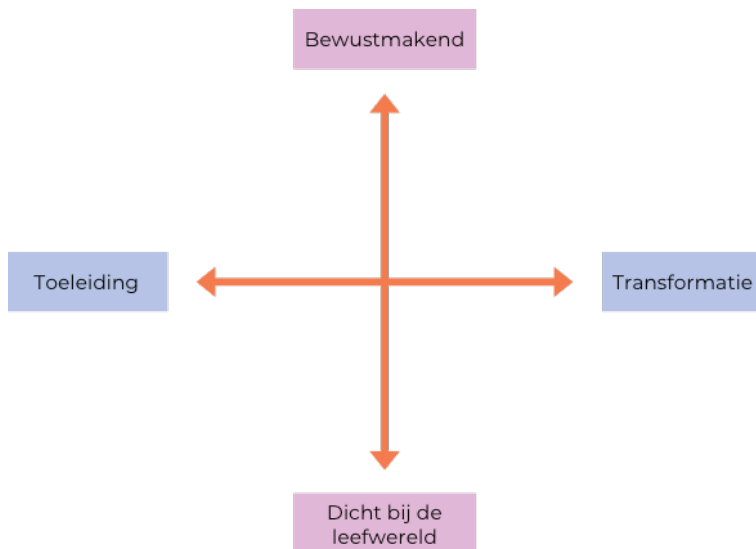 Bewustmakend
Toeleiding
Transformatie
Dicht bij de
leefwereld